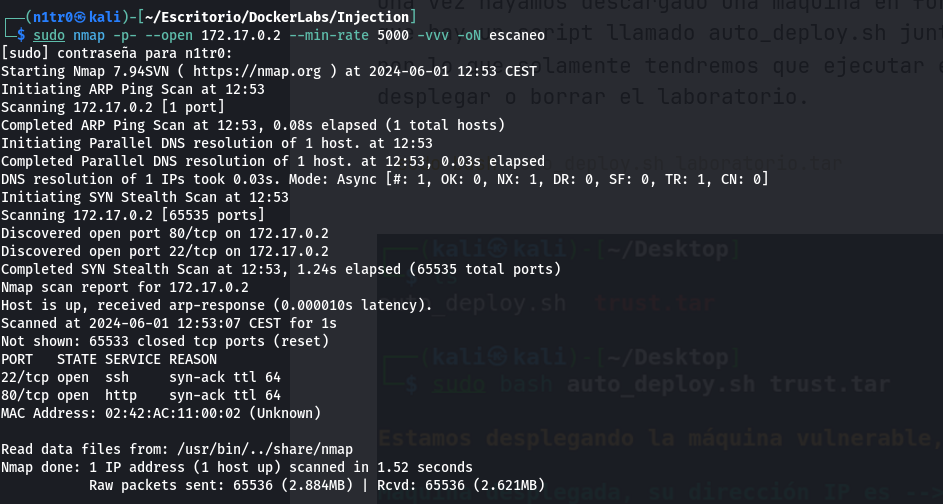 ┌──(n1tr0㉿kali)-[~/Escritorio/DockerLabs/Injection]
└─$ sudo nmap -p- --open 172.17.0.2 --min-rate 5000 -vvv -oN escaneo
[sudo] contraseña para n1tr0:
Starting Nmap 7.94SVN ( https://nmap.org ) at 2024-06-01 12:53 CEST
Initiating ARP Ping Scan at 12:53
Scanning 172.17.0.2 [1 port]
Completed ARP Ping Scan at 12:53, 0.08s elapsed (1 total hosts)
Initiating Parallel DNS resolution of 1 host. at 12:53
Completed Parallel DNS resolution of 1 host. at 12:53, 0.03s elapsed
DNS resolution of 1 IPs took 0.03s. Mode: Async [#: 1, OK: 0, NX: 1, DR: 0, SF: 0, TR: 1, CN: 0]
Initiating SYN Stealth Scan at 12:53
Scanning 172.17.0.2 [65535 ports]
Discovered open port 80/tcp on 172.17.0.2
Discovered open port 22/tcp on 172.17.0.2
Completed SYN Stealth Scan at 12:53, 1.24s elapsed (65535 total ports)
Nmap scan report for 172.17.0.2
Host is up, received arp-response (0.000010s latency).
Scanned at 2024-06-01 12:53:07 CEST for 1s
Not shown: 65533 closed tcp ports (reset)
PORT   STATE SERVICE REASON
22/tcp open  ssh     syn-ack ttl 64
80/tcp open  http    syn-ack ttl 64
MAC Address: 02:42:AC:11:00:02 (Unknown)
Read data files from: /usr/bin/../share/nmap
Nmap done: 1 IP address (1 host up) scanned in 1.52 seconds
Raw packets sent: 65536 (2.884MB) | Rcvd: 65536 (2.621MB)
una vez hayamos descargado una máquina en
script llamado auto_deploy.sh
solamente tendremos que ejecutar
desplegar o borrar el laboratorio.
laboratorio.tar
┌──(kali㉿kali)-[~/Desktop]
└─$ ls
auto_deploy.sh  trust.tar
┌──(kali㉿kali)-[~/Desktop]
└─$ sudo bash auto_deploy.sh trust.tar
Estamos desplegando la máquina vulnerable,
Máquina desplegada, su dirección IP es -->